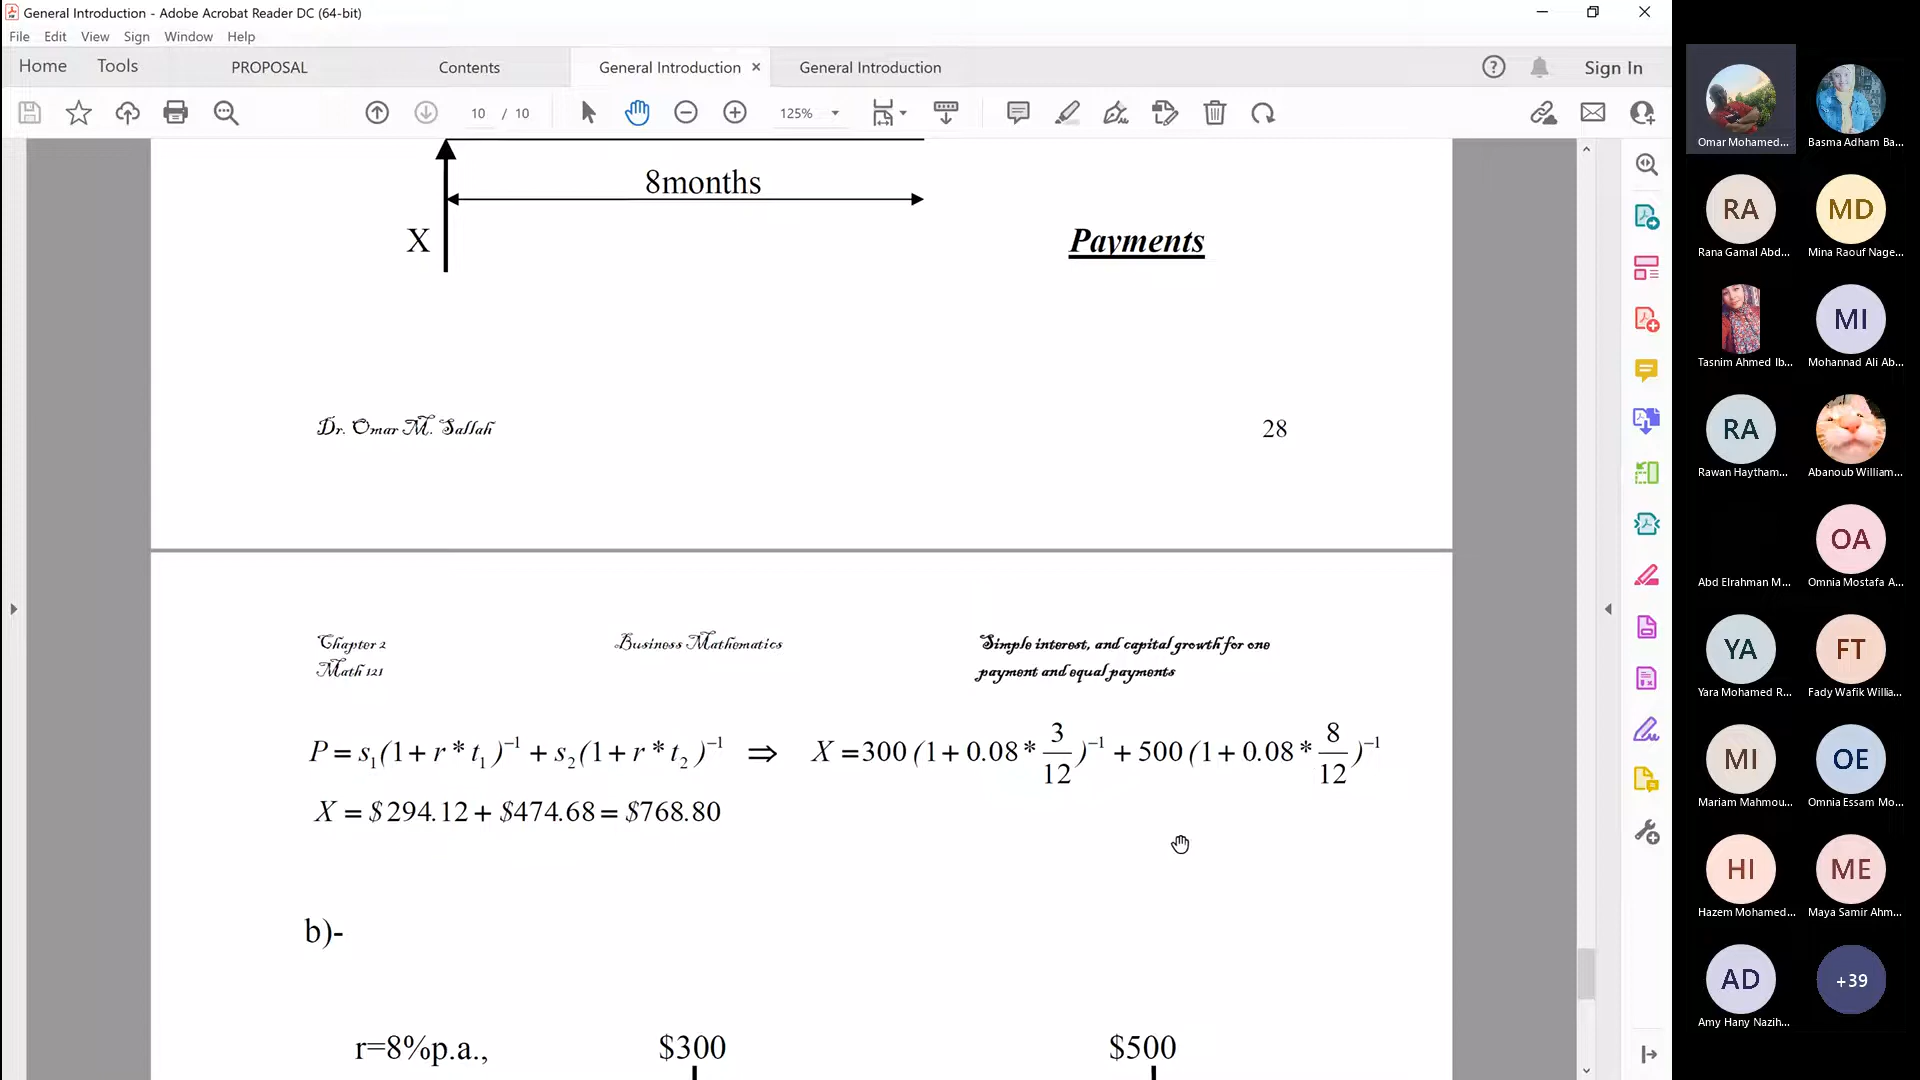 General Introduction - Adobe Acrobat Reader DC (64-bit)
File Edit View Sign Window Help
Home Tools PROPOSAL Contents General Introduction × General Introduction Sign In
10 / 10 125%
8months
X
Payments
Dr. Omar M. Sallah 28
Chapter 2 Business Mathematics Simple interest, and capital growth for one
Math 121 payment and equal payments
P = s₁(1 + r * t₁)⁻¹ + s₂(1 + r * t₂)⁻¹ ⇒ X = 300 (1 + 0.08 * 3/12)⁻¹ + 500 (1 + 0.08 * 8/12)⁻¹
X = $294.12 + $474.68 = $768.80
b)-
r=8%p.a., $300 $500
Omar Mohamed... Basma Adham Ba...
RA MD
Rana Gamal Abd... Mina Raouf Nage...
MI
Tasnim Ahmed Ib... Mohannad Ali Ab...
RA
Rawan Haytham... Abanoub William...
OA
Abd Elrahman M... Omnia Mostafa A...
YA FT
Yara Mohamed R... Fady Wafik Willia...
MI OE
Mariam Mahmou... Omnia Essam Mo...
HI ME
Hazem Mohamed... Maya Samir Ahm...
AD +39
Amy Hany Nazih...